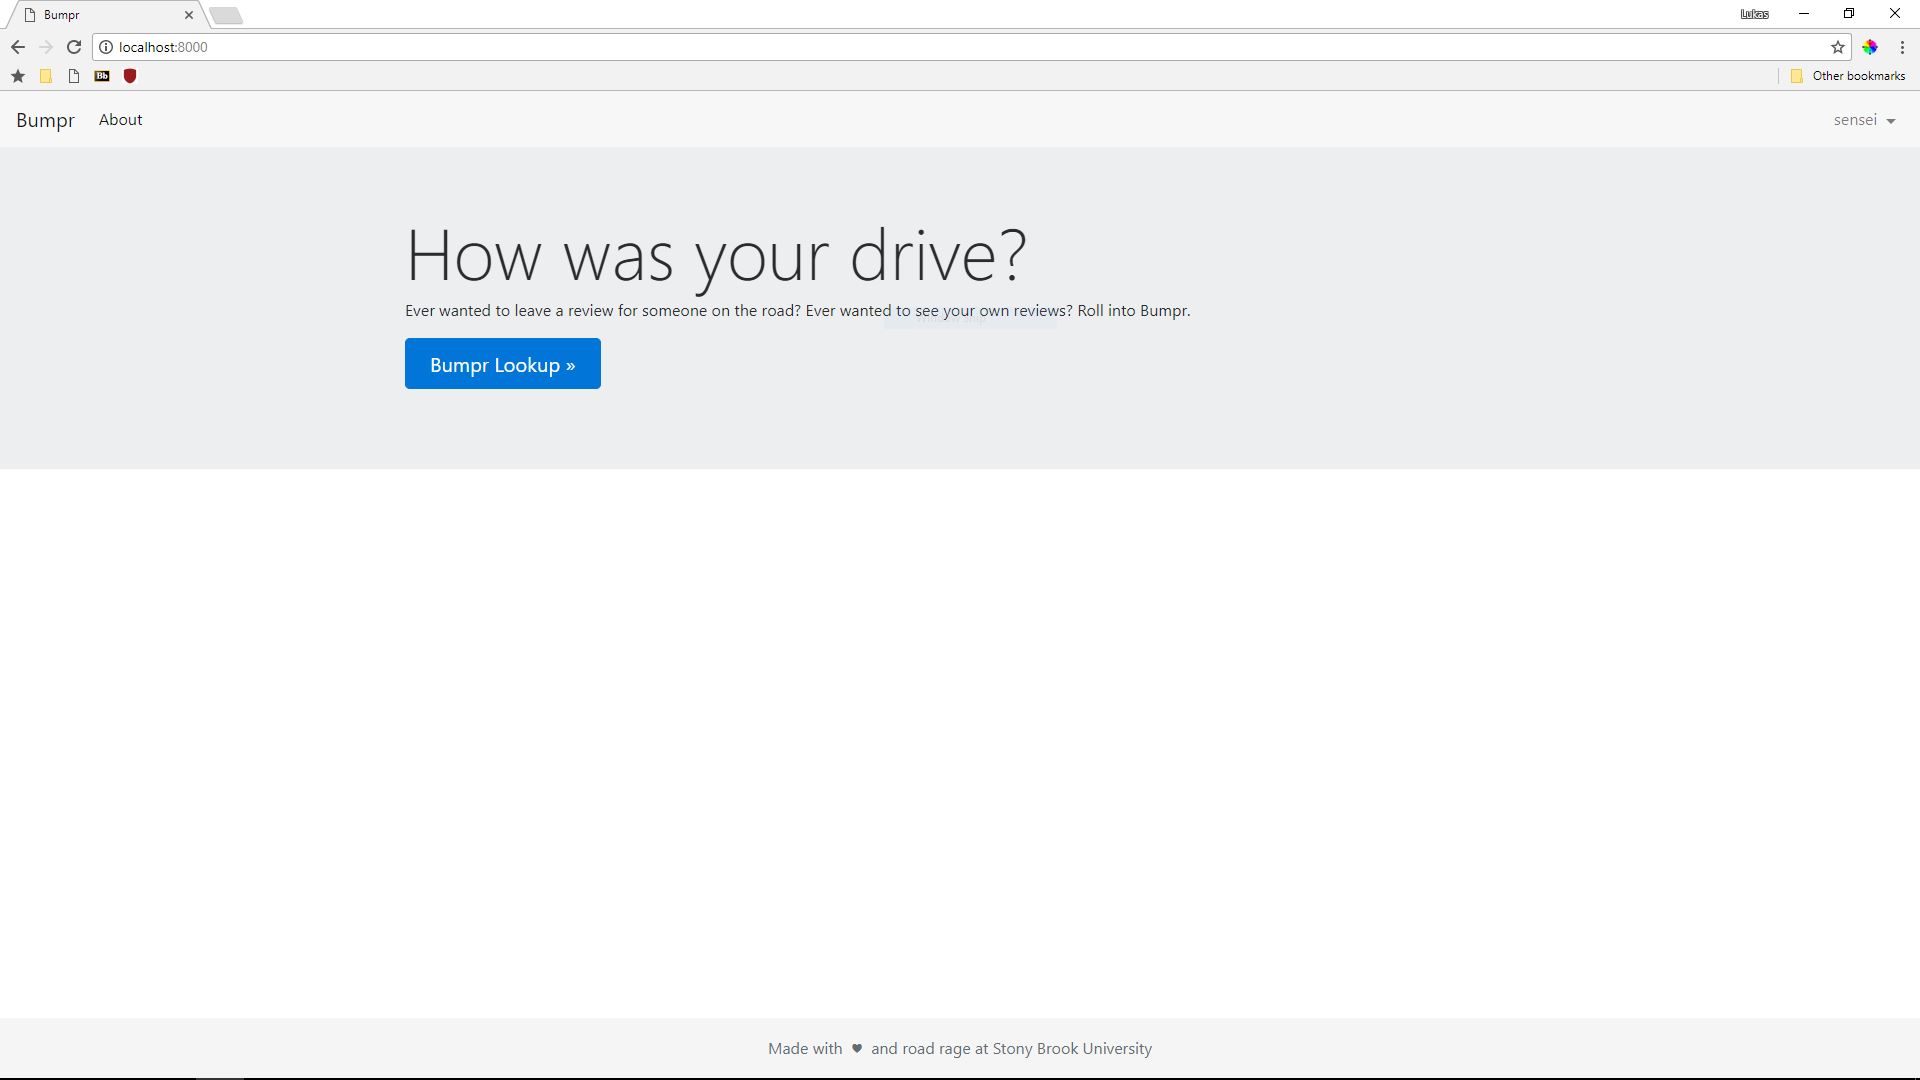 Bumpr
Lukas
localhost:8000
Bb
Other bookmarks
Bumpr About sensei
How was your drive?
Ever wanted to leave a review for someone on the road? Ever wanted to see your own reviews? Roll into Bumpr.
Bumpr Lookup »
Made with ♥ and road rage at Stony Brook University